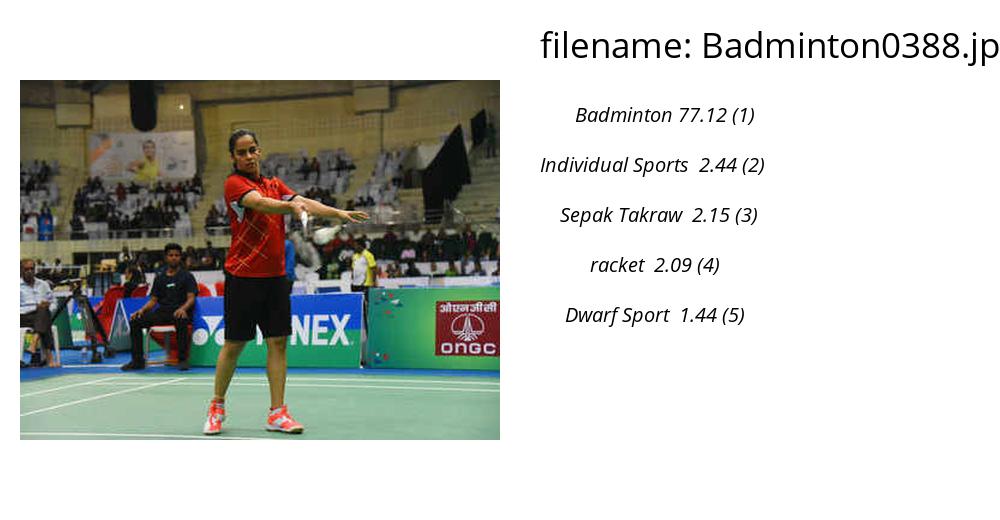 filename: Badminton0388.jp
Badminton 77.12 (1)
Individual Sports 2.44 (2)
Sepak Takraw 2.15 (3)
racket 2.09 (4)
Dwarf Sport 1.44 (5)
YONEX
ओएनजीसी
ONGC